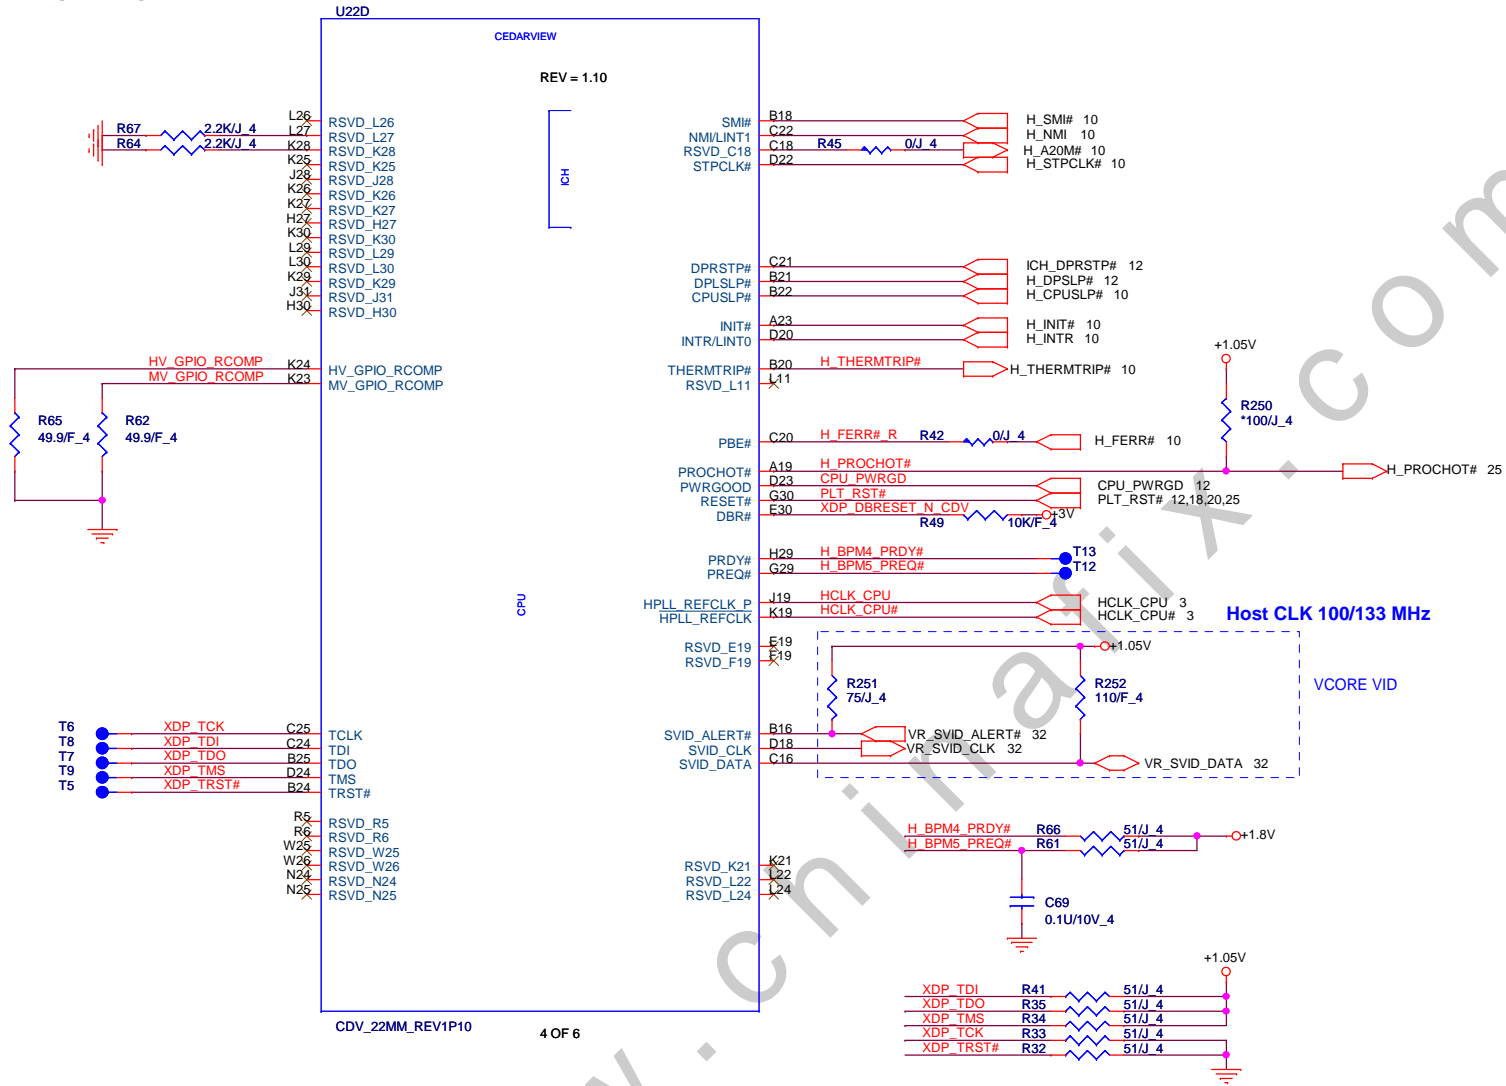 U22D
CEDARVIEW
REV = 1.10
ICH
CPU
L26 RSVD_L26
R67 2.2K/J_4 L27 RSVD_L27
R64 2.2K/J_4 K28 RSVD_K28
K25 RSVD_K25
J28 RSVD_J28
K26 RSVD_K26
K27 RSVD_K27
H27 RSVD_H27
K30 RSVD_K30
L29 RSVD_L29
L30 RSVD_L30
K29 RSVD_K29
J31 RSVD_J31
H30 RSVD_H30
HV_GPIO_RCOMP K24 HV_GPIO_RCOMP
MV_GPIO_RCOMP K23 MV_GPIO_RCOMP
R65 R62
49.9/F_4 49.9/F_4
T6 XDP_TCK C25 TCLK
T8 XDP_TDI C24 TDI
T7 XDP_TDO B25 TDO
T9 XDP_TMS D24 TMS
T5 XDP_TRST# B24 TRST#
R5 RSVD_R5
R6 RSVD_R6
W25 RSVD_W25
W26 RSVD_W26
N24 RSVD_N24
N25 RSVD_N25
SMI# B18 H_SMI# 10
NMI/LINT1 C22 H_NMI 10
RSVD_C18 C18 R45 0/J_4 H_A20M# 10
STPCLK# D22 H_STPCLK# 10
DPRSTP# C21 ICH_DPRSTP# 12
DPLSLP# B21 H_DPSLP# 12
CPUSLP# B22 H_CPUSLP# 10
INIT# A23 H_INIT# 10
INTR/LINT0 D20 H_INTR 10
THERMTRIP# B20 H_THERMTRIP# H_THERMTRIP# 10
RSVD_L11 L11
+1.05V
R250
*100/J_4
PBE# C20 H_FERR#_R R42 0/J_4 H_FERR# 10
PROCHOT# A19 H_PROCHOT# H_PROCHOT# 25
PWRGOOD D23 CPU_PWRGD CPU_PWRGD 12
RESET# G30 PLT_RST# PLT_RST# 12,18,20,25
DBR# E30 XDP_DBRESET_N_CDV R49 10K/F_4 +3V
PRDY# H29 H_BPM4_PRDY# T13
PREQ# G29 H_BPM5_PREQ# T12
HPLL_REFCLK_P J19 HCLK_CPU HCLK_CPU 3
HPLL_REFCLK K19 HCLK_CPU# HCLK_CPU# 3
Host CLK 100/133 MHz
RSVD_E19 E19
RSVD_F19 F19
+1.05V
R251 R252
75/J_4 110/F_4
VCORE VID
SVID_ALERT# B16 VR_SVID_ALERT# 32
SVID_CLK D18 VR_SVID_CLK 32
SVID_DATA C16 VR_SVID_DATA 32
H_BPM4_PRDY# R66 51/J_4 +1.8V
H_BPM5_PREQ# R61 51/J_4
RSVD_K21 K21
RSVD_L22 L22
RSVD_L24 L24
C69
0.1U/10V_4
+1.05V
XDP_TDI R41 51/J_4
XDP_TDO R35 51/J_4
XDP_TMS R34 51/J_4
XDP_TCK R33 51/J_4
XDP_TRST# R32 51/J_4
CDV_22MM_REV1P10
4 OF 6
w.chinafix.com